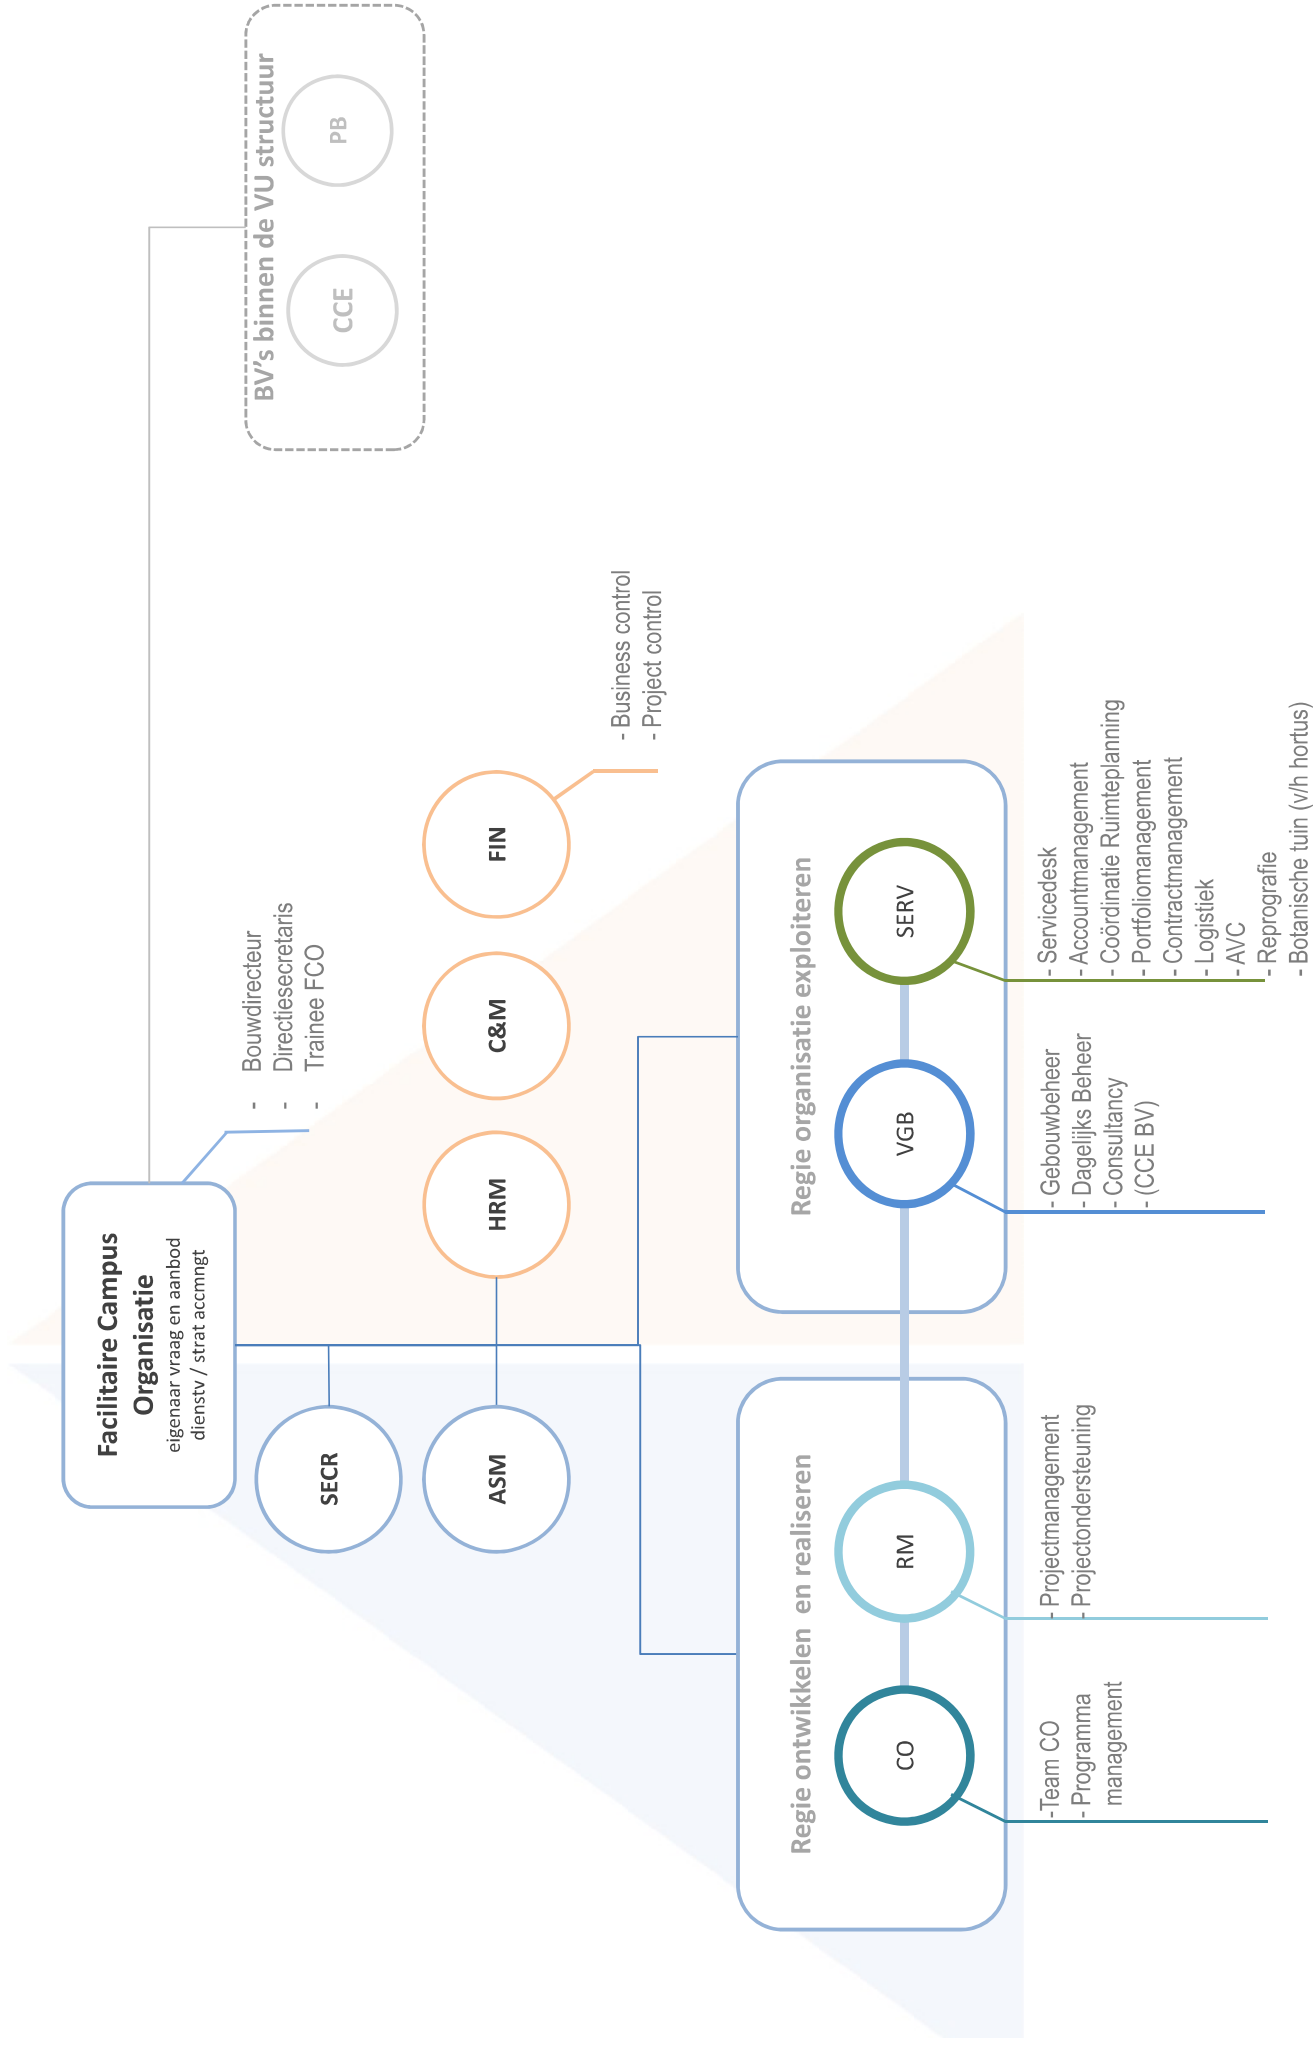 Facilitaire Campus
Organisatie
eigenaar vraag en aanbod
dienstv / strat accmngt
- Bouwdirecteur
- Directiesecretaris
- Trainee FCO
BV's binnen de VU structuur
CCE
PB
SECR
ASM
HRM
C&M
FIN
- Business control
- Project control
Regie ontwikkelen en realiseren
CO
RM
Regie organisatie exploiteren
VGB
SERV
-Team CO
- Programma
management
- Projectmanagement
- Projectondersteuning
- Gebouwbeheer
- Dagelijks Beheer
- Consultancy
- (CCE BV)
- Servicedesk
- Accountmanagement
- Coördinatie Ruimteplanning
- Portfoliomanagement
- Contractmanagement
- Logistiek
- AVC
- Reprografie
- Botanische tuin (v/h hortus)